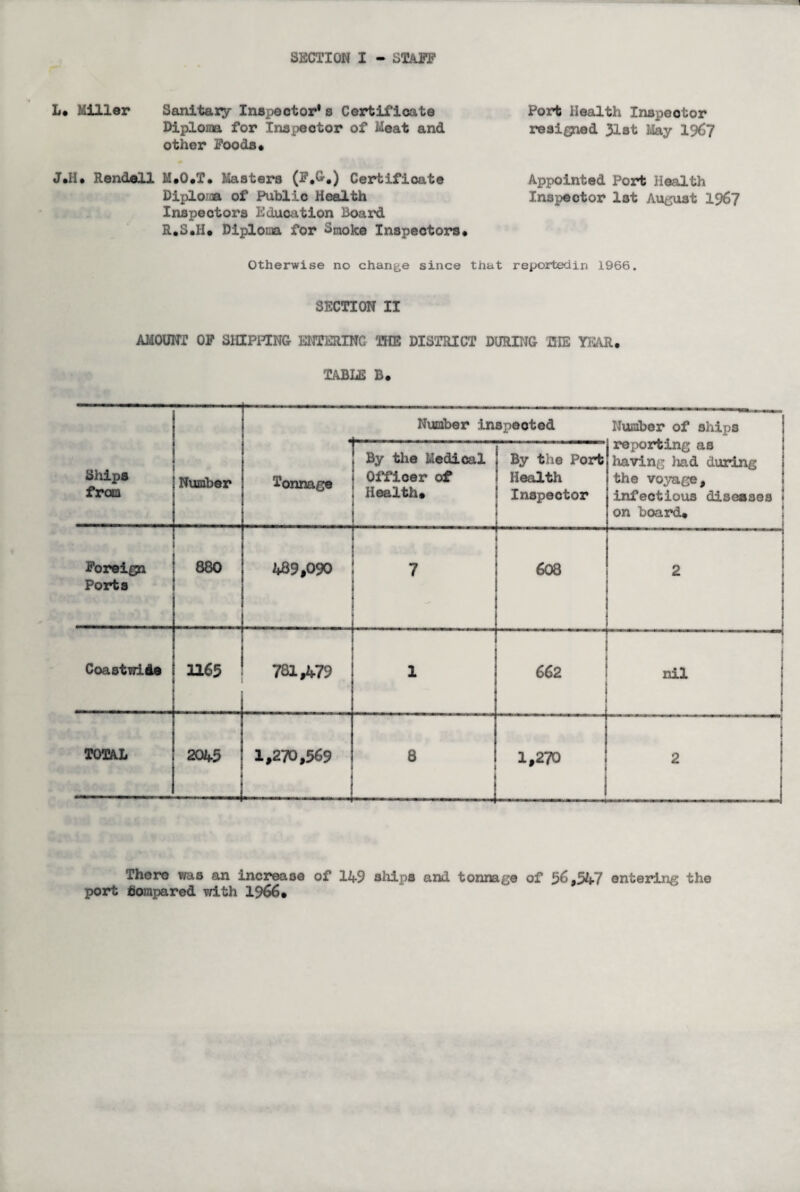 SECTION I - STAFF
L. Miller Sanitary Inspector's Certificate Port Health Inspector
Diploma for Inspector of Meat and resigned 31st May 1967
other Foods.
J.H. Rendell M.O.T. Masters (F.G.) Certificate Appointed Port Health
Diploma of Public Health Inspector 1st August 1967
Inspectors Education Board
R.S.H. Diploma for Smoke Inspectors.
Otherwise no change since that reported in 1966.
SECTION II
AMOUNT OF SHIPPING ENTERING THE DISTRICT DURING THE YEAR.
TABLE B.
Ships from
Number
Tonnage
Number inspected
By the Medical
Officer of
Health.
By the Port
Health
Inspector
Number of ships
reporting as
having had during
the voyage,
infectious diseases
on board.
Foreign Ports 880 489,090 7 608 2
Coastwide 1165 781,479 1 662 nil
TOTAL 2045 1,270,569 8 1,270 2
There was an increase of 149 ships and tonnage of 56,547 entering the
port compared with 1966.